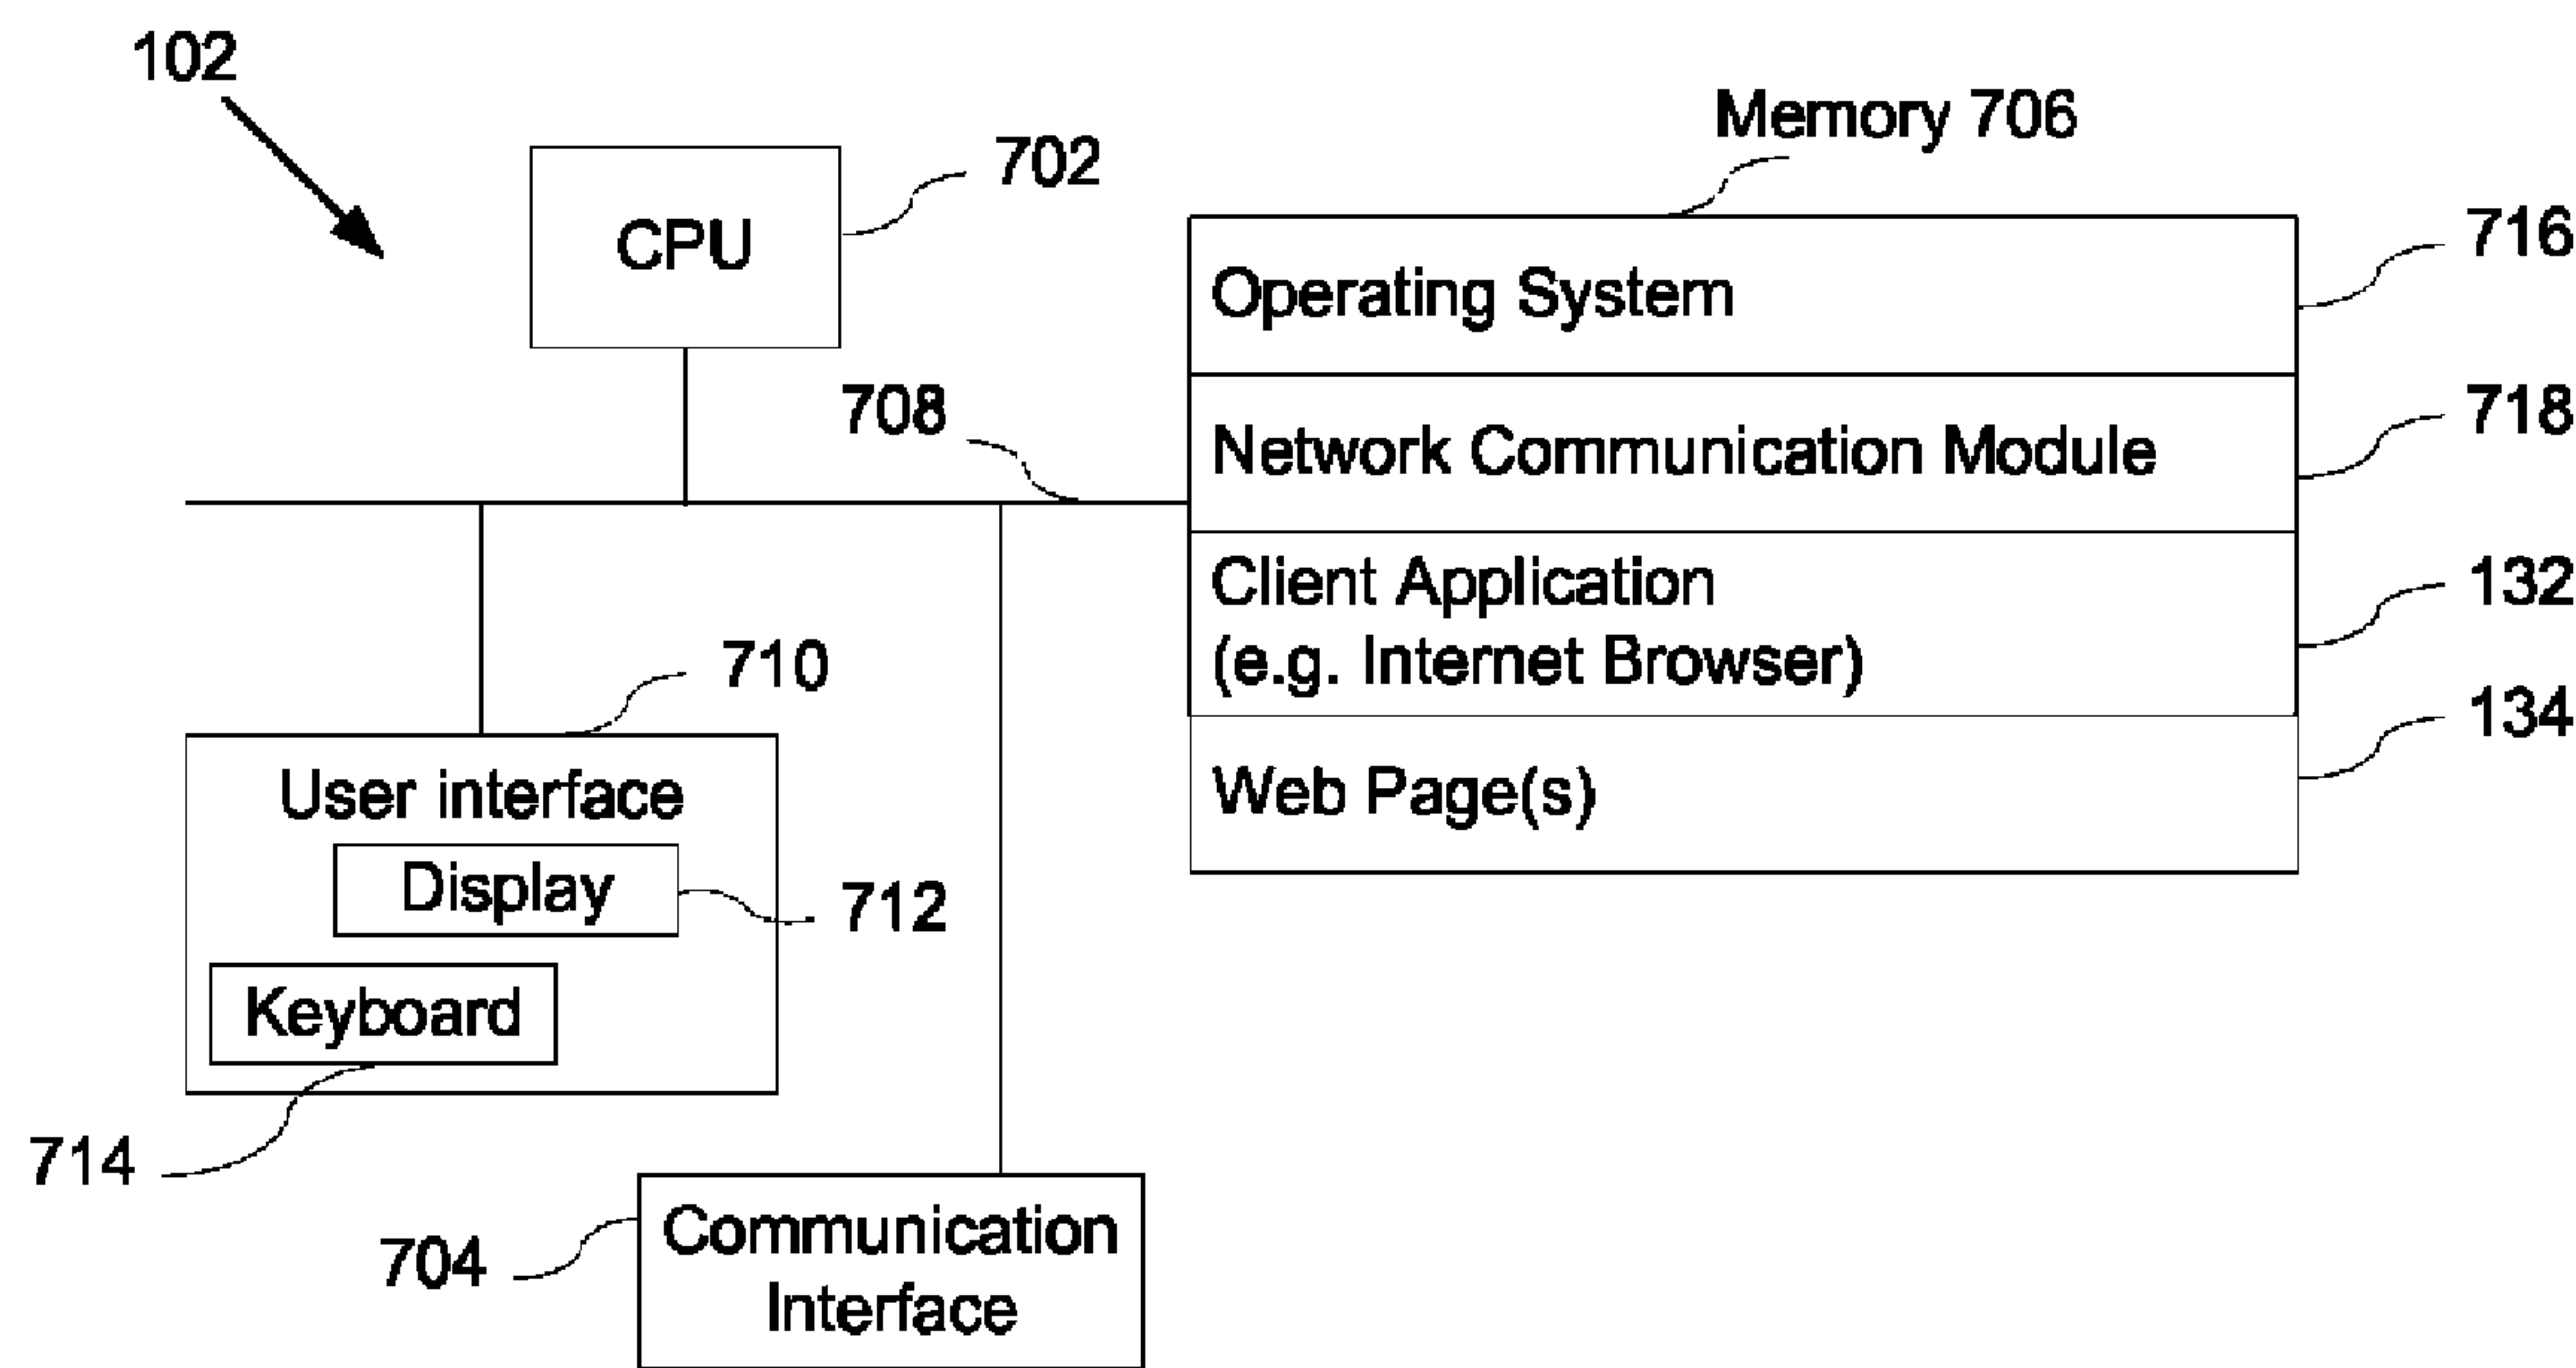 102
Memory 706
702
CPU
716
Operating System
708
718
Network Communication Module
132
Client Application
(e.g. Internet Browser)
710
134
User interface
Web Page(s)
Display
712
Keyboard
714
704
Communication
Interface